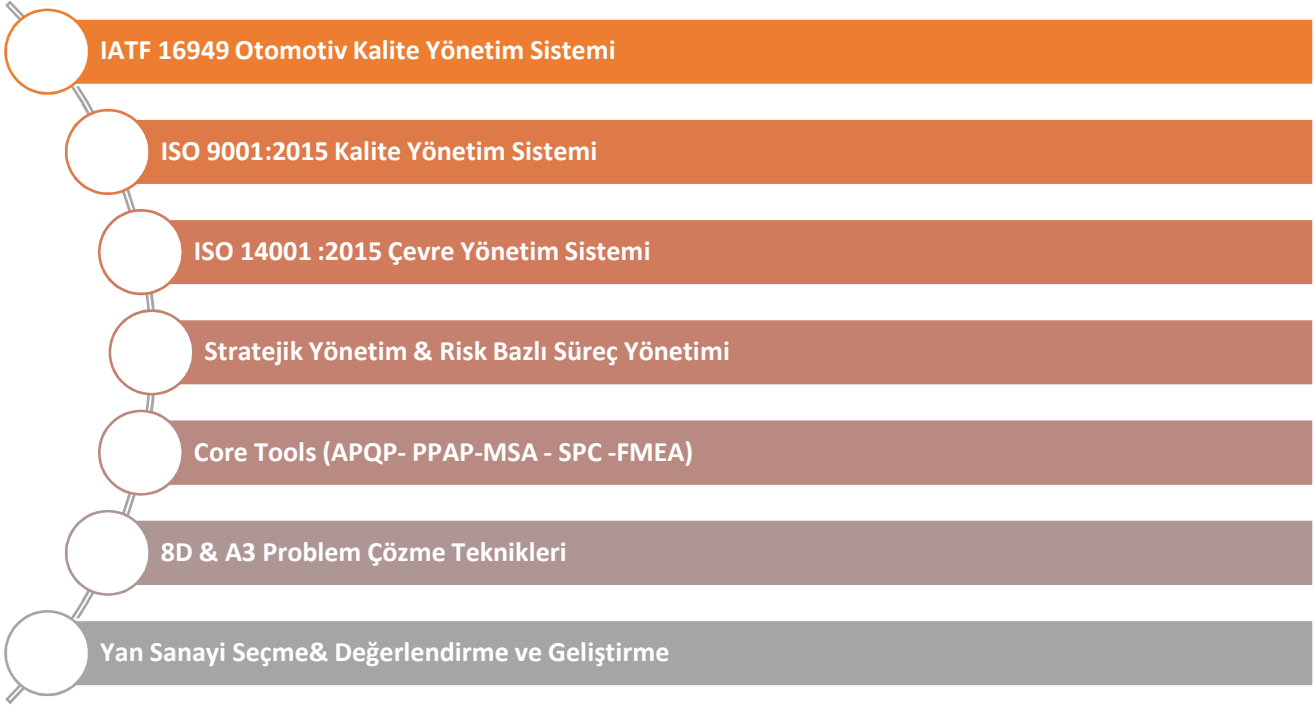 IATF 16949 Otomotiv Kalite Yönetim Sistemi
ISO 9001:2015 Kalite Yönetim Sistemi
ISO 14001 :2015 Çevre Yönetim Sistemi
Stratejik Yönetim & Risk Bazlı Süreç Yönetimi
Core Tools (APQP- PPAP-MSA - SPC -FMEA)
8D & A3 Problem Çözme Teknikleri
Yan Sanayi Seçme& Değerlendirme ve Geliştirme